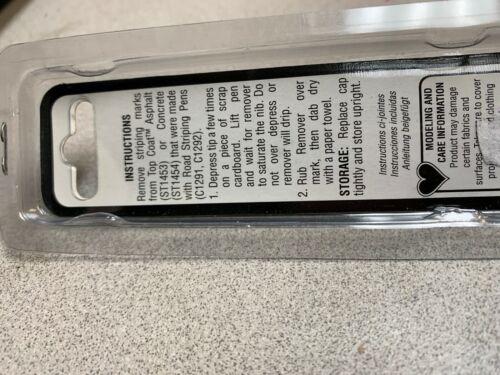 INSTRUCTIONS
Remove striping marks
from Top Coat™ Asphalt
(ST1453) or Concrete
(ST1454) that were made
with Road Striping Pens
(C1291, C1292).
1. Depress tip a few times
on a piece of scrap
cardboard. Lift pen
and wait for remover
to saturate the nib. Do
not over depress or
remover will drip.
2. Rub Remover over
mark, then dab dry
with a paper towel.
STORAGE: Replace cap
tightly and store upright.
Instructions ci-jointes
Instrucciones incluidas
Anleitung beigefügt
MODELING AND
CARE INFORMATION
Product may damage
certain fabrics and
surfaces. to cover
clothing